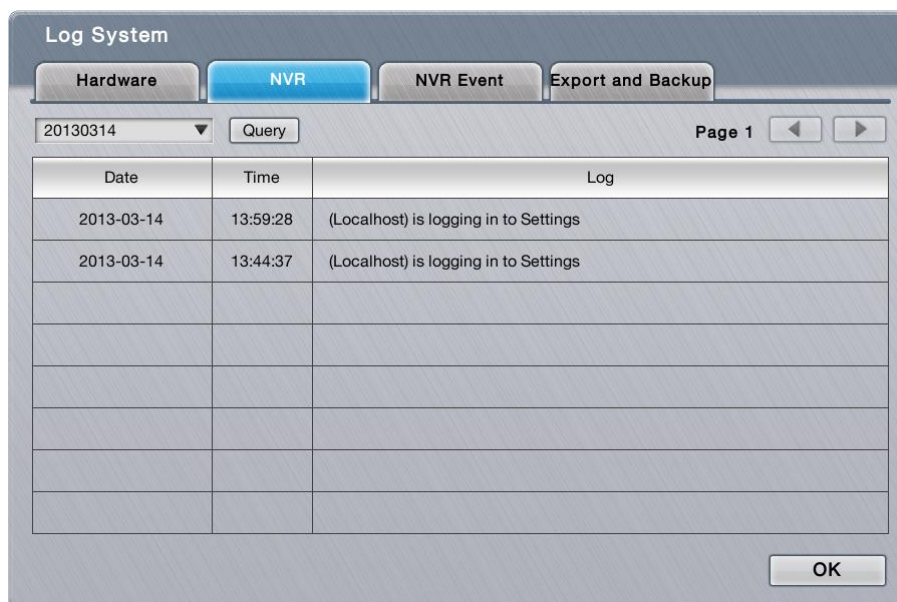 Log System
Hardware NVR NVR Event Export and Backup
20130314 Query Page 1
Date Time Log
2013-03-14 13:59:28 (Localhost) is logging in to Settings
2013-03-14 13:44:37 (Localhost) is logging in to Settings
OK